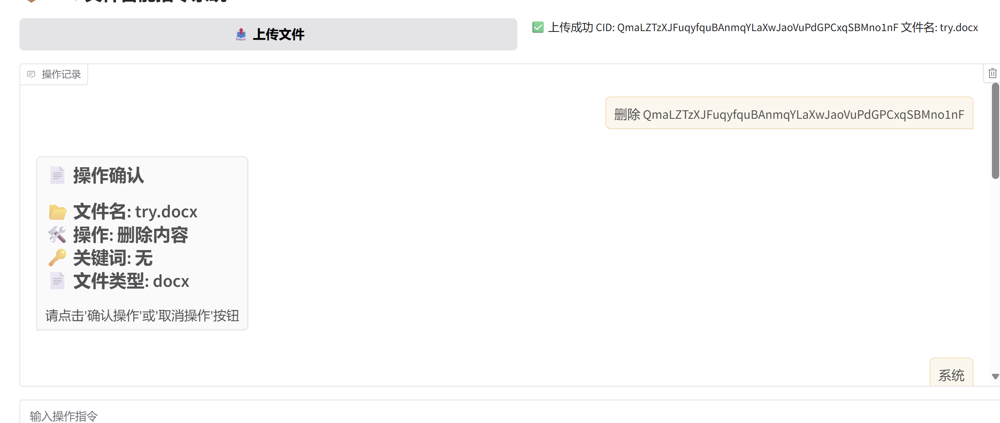 上传文件
上传成功 CID: QmaLZTzXJFuqyfquBAnmqYLaXwJaoVuPdGPCxqSBMno1nF 文件名: try.docx
操作记录
删除 QmaLZTzXJFuqyfquBAnmqYLaXwJaoVuPdGPCxqSBMno1nF
操作确认
文件名: try.docx
操作: 删除内容
关键词: 无
文件类型: docx
请点击'确认操作'或'取消操作'按钮
系统
输入操作指令